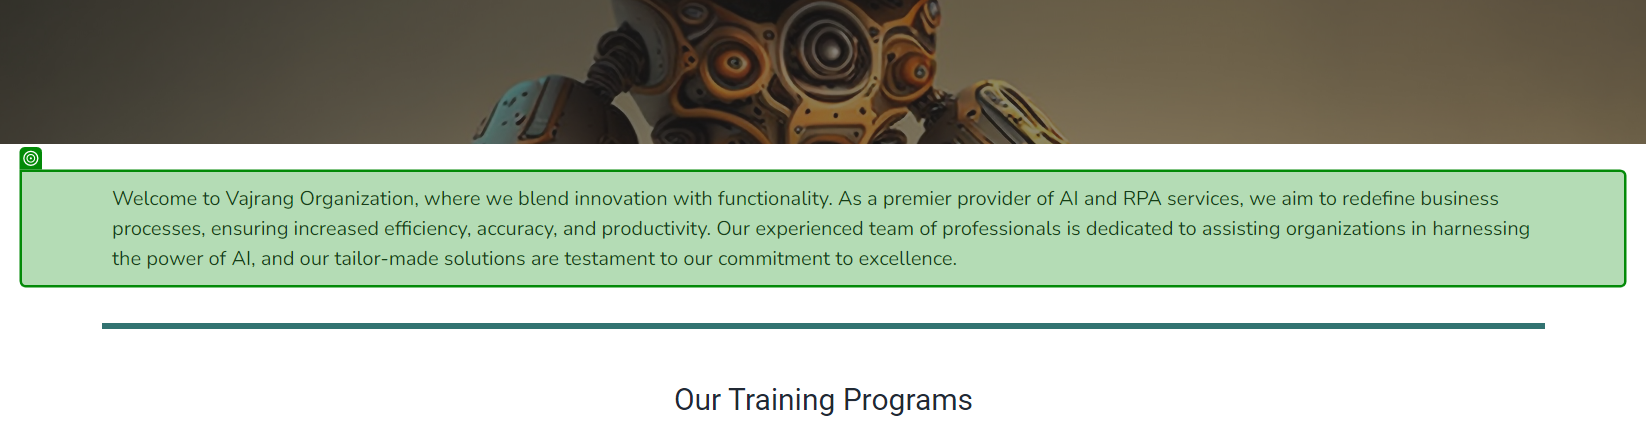 Welcome to Vajrang Organization, where we blend innovation with functionality. As a premier provider of AI and RPA services, we aim to redefine business
processes, ensuring increased efficiency, accuracy, and productivity. Our experienced team of professionals is dedicated to assisting organizations in harnessing
the power of AI, and our tailor-made solutions are testament to our commitment to excellence.
Our Training Programs